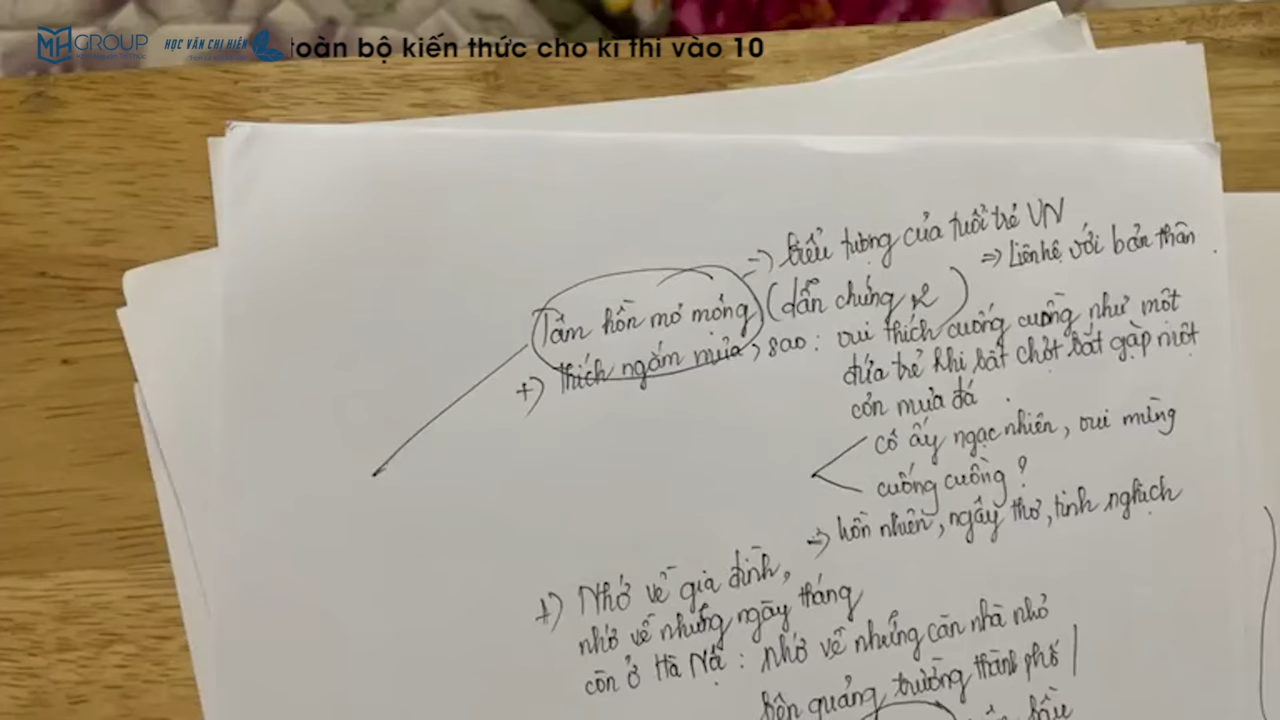 MH GROUP
HỌC VĂN CHỊ HIÊN
toàn bộ kiến thức cho kì thi vào 10
=) biểu tượng của tuổi trẻ VN
=) Liên hệ với bản thân.
Tâm hồn mơ mộng (dẫn chứng )
+) thích ngắm mưa, sao: vui thích cuống cuồng như một
đứa trẻ khi bất chợt bắt gặp một
cơn mưa đá.
cô ấy ngạc nhiên, vui mừng
cuống cuồng?
=) hồn nhiên, ngây thơ, tinh nghịch
+) Nhớ về gia đình,
nhớ về những ngày tháng
còn ở Hà Nội: nhớ về những căn nhà nhỏ
bên quảng trường thành phố
bầu